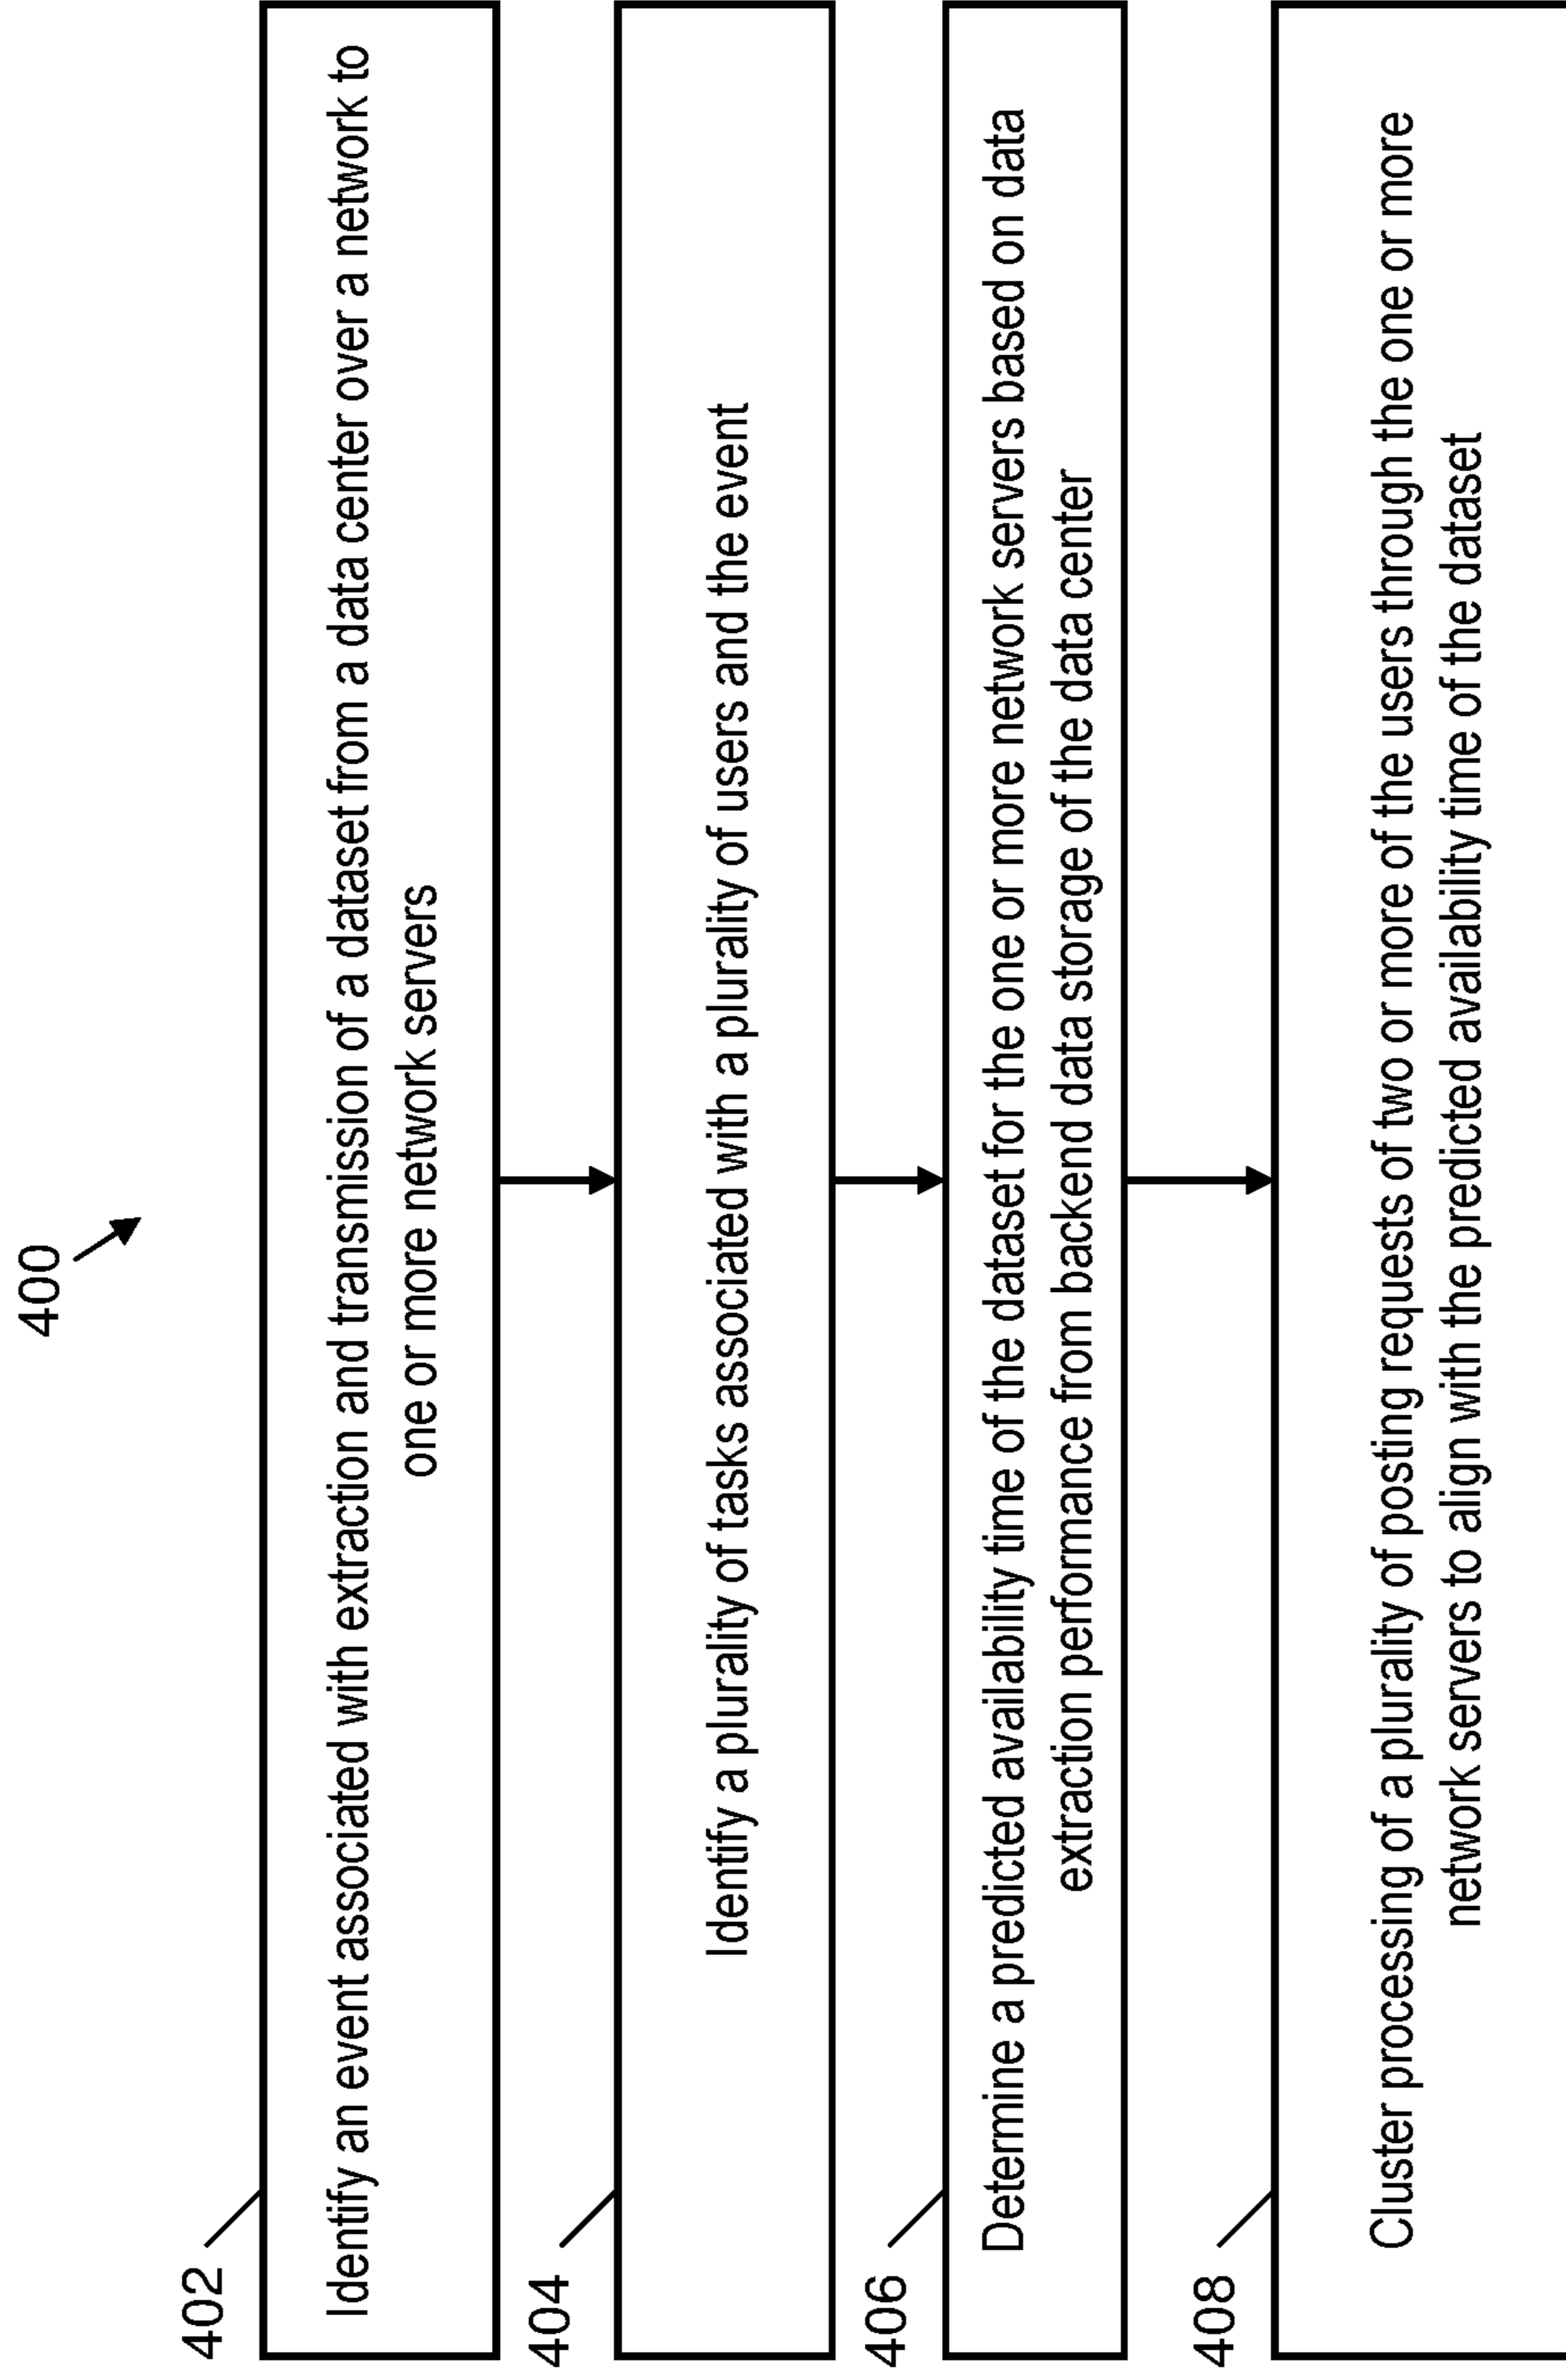 400
402
Identify an event associated with extraction and transmission of a dataset from a data center over a network to
one or more network servers
404
Identify a plurality of tasks associated with a plurality of users and the event
406
Determine a predicted availability time of the dataset for the one or more network servers based on data
extraction performance from backend data storage of the data center
408
Cluster processing of a plurality of posting requests of two or more of the users through the one or more
network servers to align with the predicted availability time of the dataset